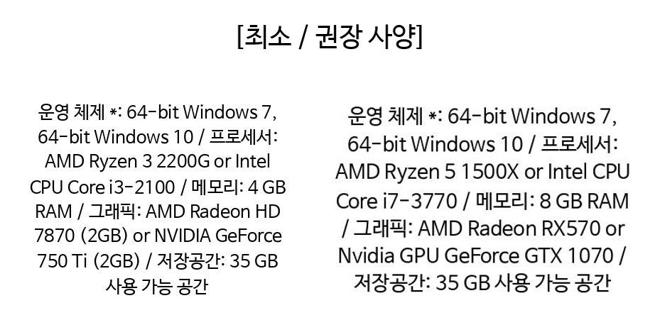 [최소 / 권장 사양]
운영 체제 *: 64-bit Windows 7,
64-bit Windows 10 / 프로세서:
AMD Ryzen 3 2200G or Intel
CPU Core i3-2100 / 메모리: 4 GB
RAM / 그래픽: AMD Radeon HD
7870 (2GB) or NVIDIA GeForce
750 Ti (2GB) / 저장공간: 35 GB
사용 가능 공간
운영 체제 *: 64-bit Windows 7,
64-bit Windows 10 / 프로세서:
AMD Ryzen 5 1500X or Intel CPU
Core i7-3770 / 메모리: 8 GB RAM
/ 그래픽: AMD Radeon RX570 or
Nvidia GPU GeForce GTX 1070 /
저장공간: 35 GB 사용 가능 공간